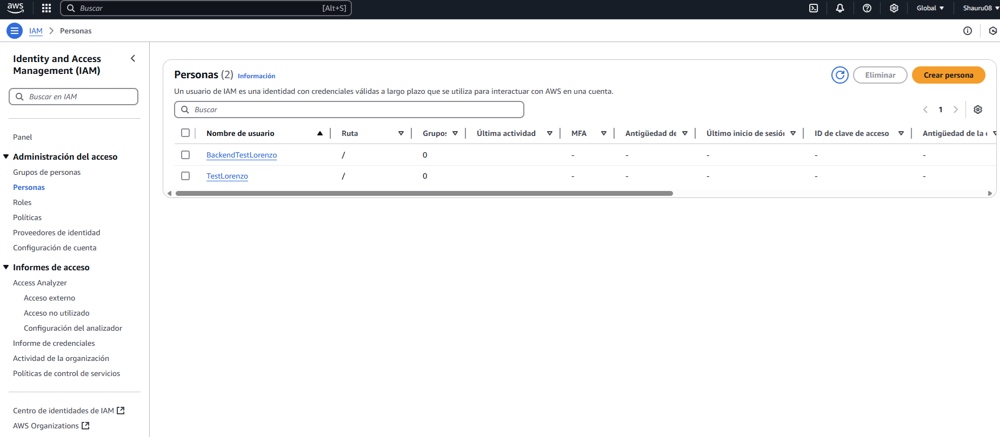 aws
Buscar [Alt+S] Global Shauru08
IAM Personas
Identity and Access
Management (IAM)
Buscar en IAM
Panel
Administración del acceso
Grupos de personas
Personas
Roles
Políticas
Proveedores de identidad
Configuración de cuenta
Informes de acceso
Access Analyzer
Acceso externo
Acceso no utilizado
Configuración del analizador
Informe de credenciales
Actividad de la organización
Políticas de control de servicios
Centro de identidades de IAM
AWS Organizations
Personas (2) Información
Eliminar Crear persona
Un usuario de IAM es una identidad con credenciales válidas a largo plazo que se utiliza para interactuar con AWS en una cuenta.
Buscar
1
Nombre de usuario Ruta Grupos Última actividad MFA Antigüedad de Último inicio de sesión ID de clave de acceso Antigüedad de la c
BackendTestLorenzo / 0 - - - - -
TestLorenzo / 0 - - - - -